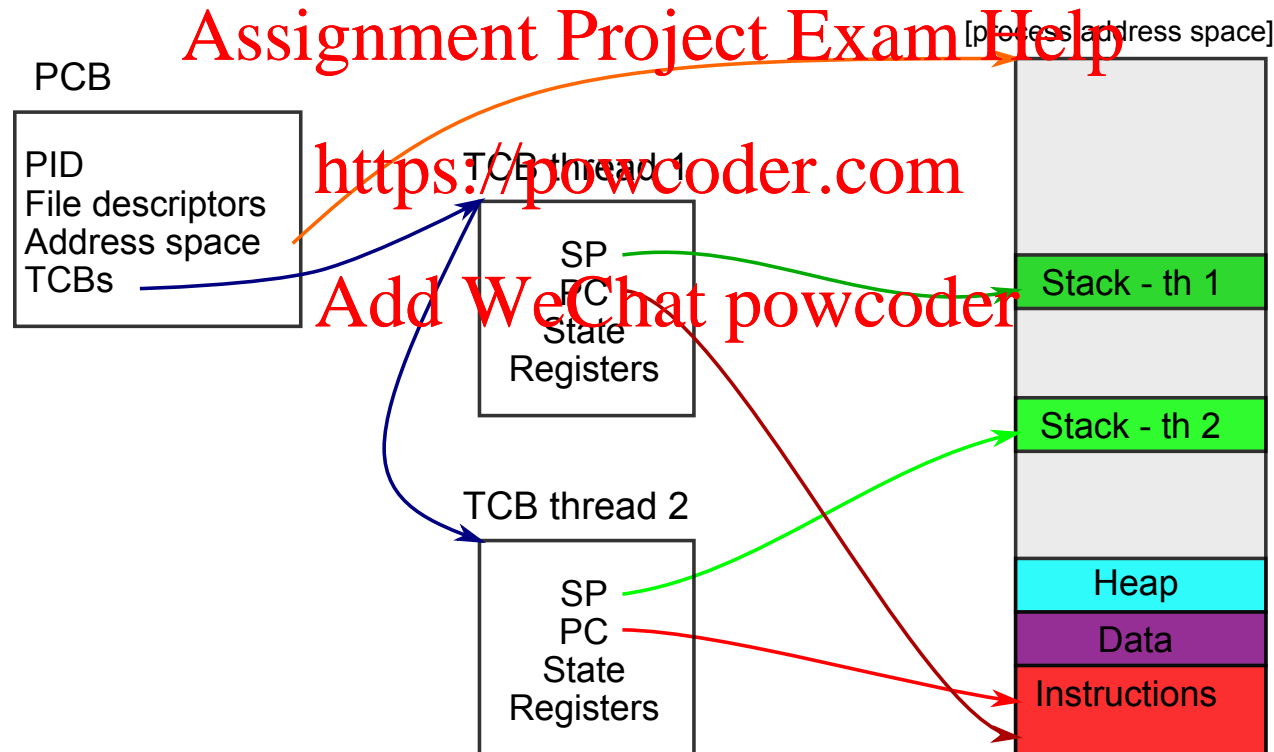 Assignment Project Exam Help
[process address space]
PCB
PID
File descriptors
Address space
TCBs
https://powcoder.com
TCB thread 1
SP
PC
State
Registers
Add WeChat powcoder
Stack - th 1
Stack - th 2
TCB thread 2
SP
PC
State
Registers
Heap
Data
Instructions